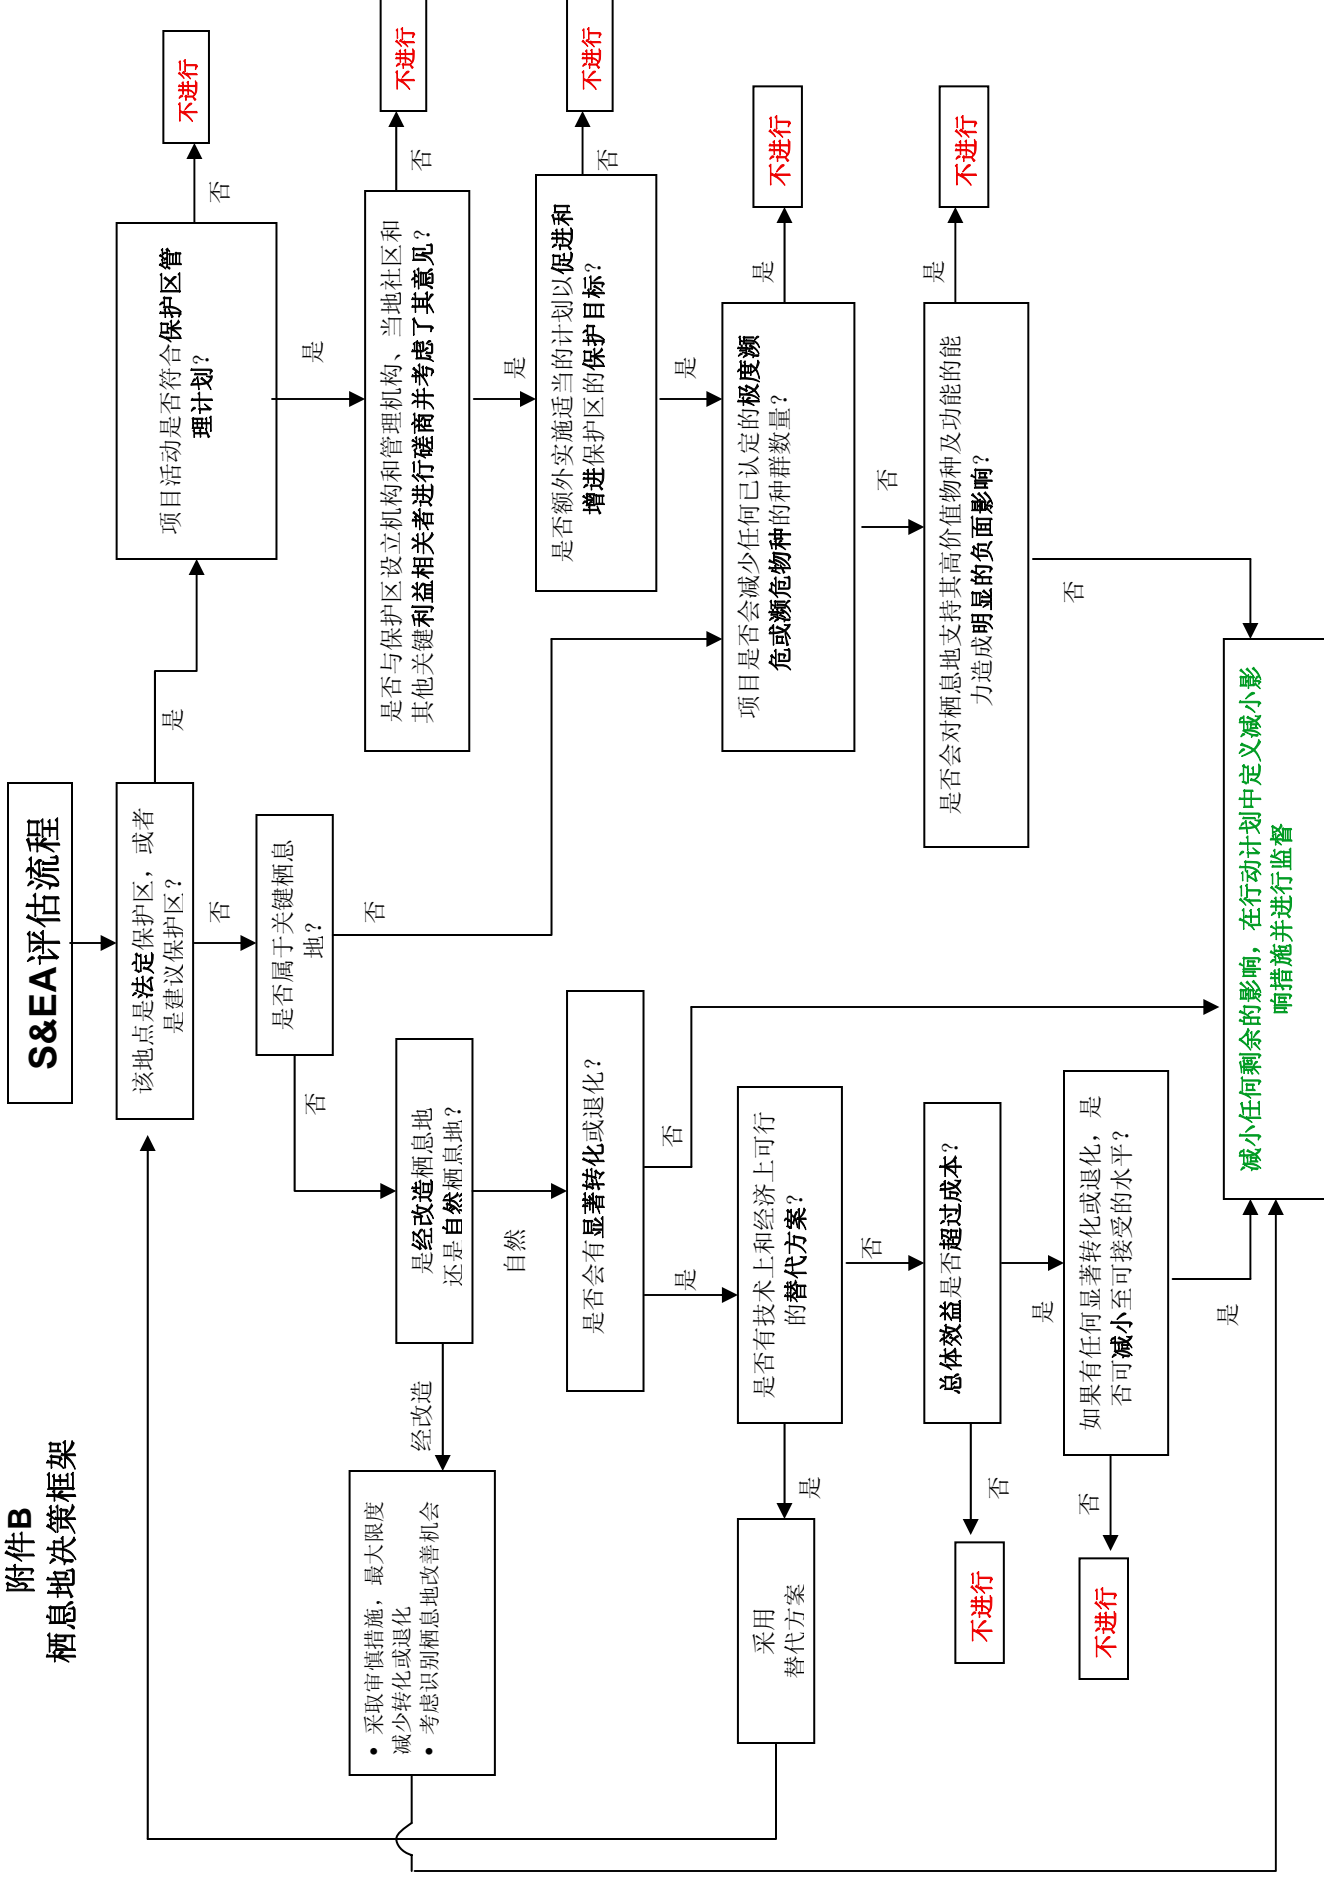 附件B
栖息地决策框架
S&EA评估流程
该地点是法定保护区，或者
是建议保护区？
是
否
项目活动是否符合保护区管
理计划？
否
不进行
是
是否与保护区设立机构和管理机构、当地社区和
其他关键利益相关者进行磋商并考虑了其意见？
否
不进行
是
是否额外实施适当的计划以促进和
增进保护区的保护目标？
否
不进行
是
是否属于关键栖息
地？
否
否
项目是否会减少任何已认定的极度濒
危或濒危物种的种群数量？
是
不进行
否
是否会对栖息地支持其高价值物种及功能的能
力造成明显的负面影响？
是
不进行
否
是经改造栖息地
还是自然栖息地？
经改造
自然
• 采取审慎措施，最大限度
减少转化或退化
• 考虑识别栖息地改善机会
是否会有显著转化或退化？
否
是
是否有技术上和经济上可行
的替代方案？
是
采用
替代方案
否
总体效益是否超过成本？
否
不进行
是
如果有任何显著转化或退化，是
否可减小至可接受的水平？
否
不进行
是
减小任何剩余的影响，在行动计划中定义减小影
响措施并进行监督